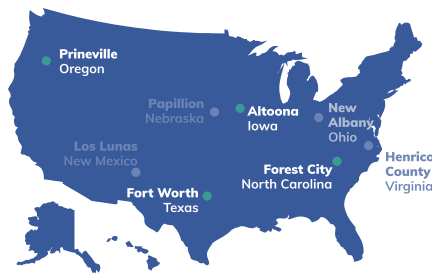 Prineville
Oregon
Papillion
Nebraska
Altoona
Iowa
New
Albany
Ohio
Los Lunas
New Mexico
Henrico
County
Virginia
Forest City
North Carolina
Fort Worth
Texas